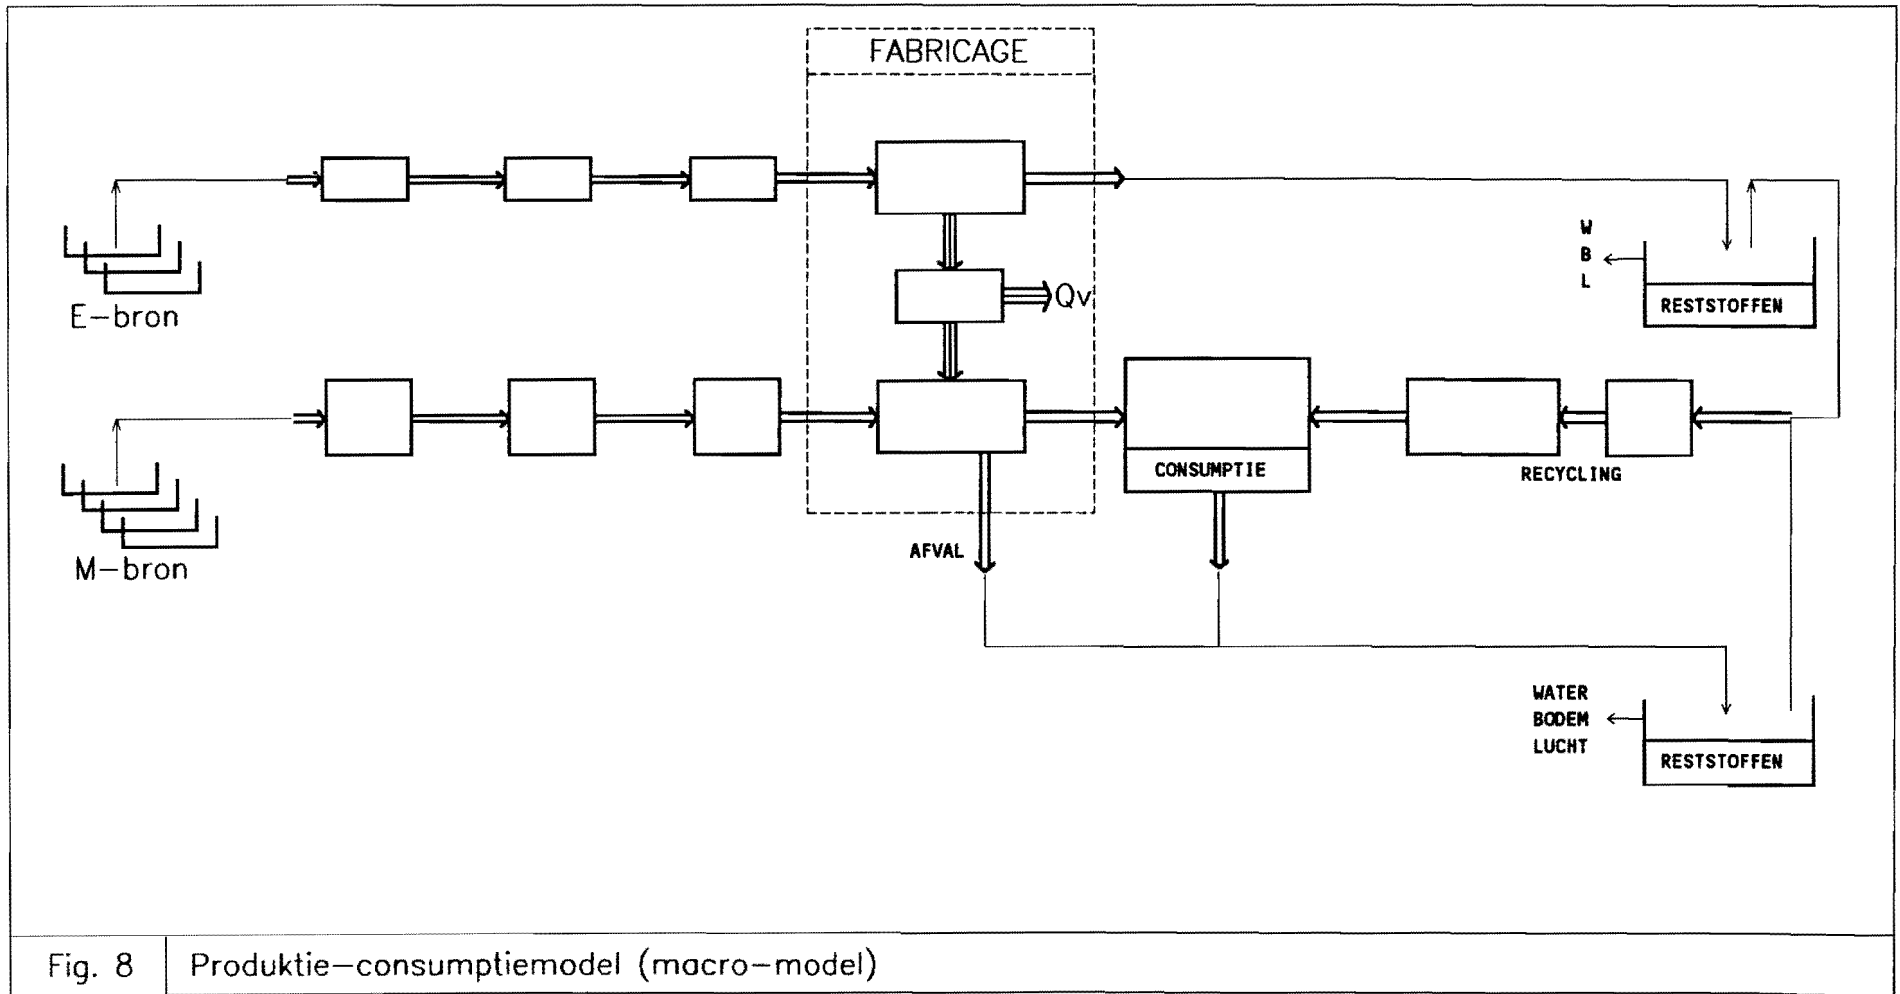 FABRICAGE
E-bron
Qv
W
B
L
RESTSTOFFEN
M-bron
CONSUMPTIE
RECYCLING
AFVAL
WATER
BODEM
LUCHT
RESTSTOFFEN
Fig. 8
Produktie-consumptiemodel (macro-model)